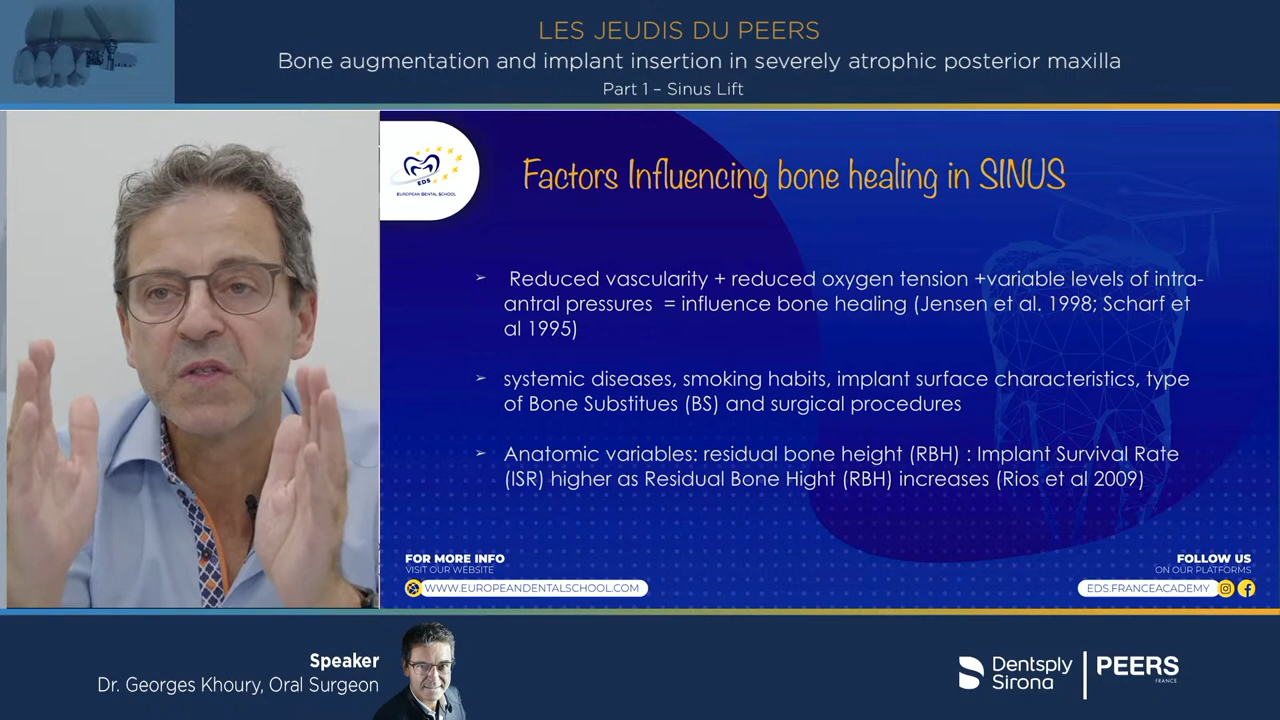 LES JEUDIS DU PEERS
Bone augmentation and implant insertion in severely atrophic posterior maxilla
Part 1 – Sinus Lift
EDS
EUROPEAN DENTAL SCHOOL
Factors Influencing bone healing in SINUS
➢ Reduced vascularity + reduced oxygen tension +variable levels of intra-
antral pressures = influence bone healing (Jensen et al. 1998; Scharf et
al 1995)
➢ systemic diseases, smoking habits, implant surface characteristics, type
of Bone Substitues (BS) and surgical procedures
➢ Anatomic variables: residual bone height (RBH) : Implant Survival Rate
(ISR) higher as Residual Bone Hight (RBH) increases (Rios et al 2009)
FOR MORE INFO
VISIT OUR WEBSITE
WWW.EUROPEANDENTALSCHOOL.COM
FOLLOW US
ON OUR PLATFORMS
EDS.FRANCEACADEMY
Speaker
Dr. Georges Khoury, Oral Surgeon
Dentsply
Sirona
PEERS
FRANCE